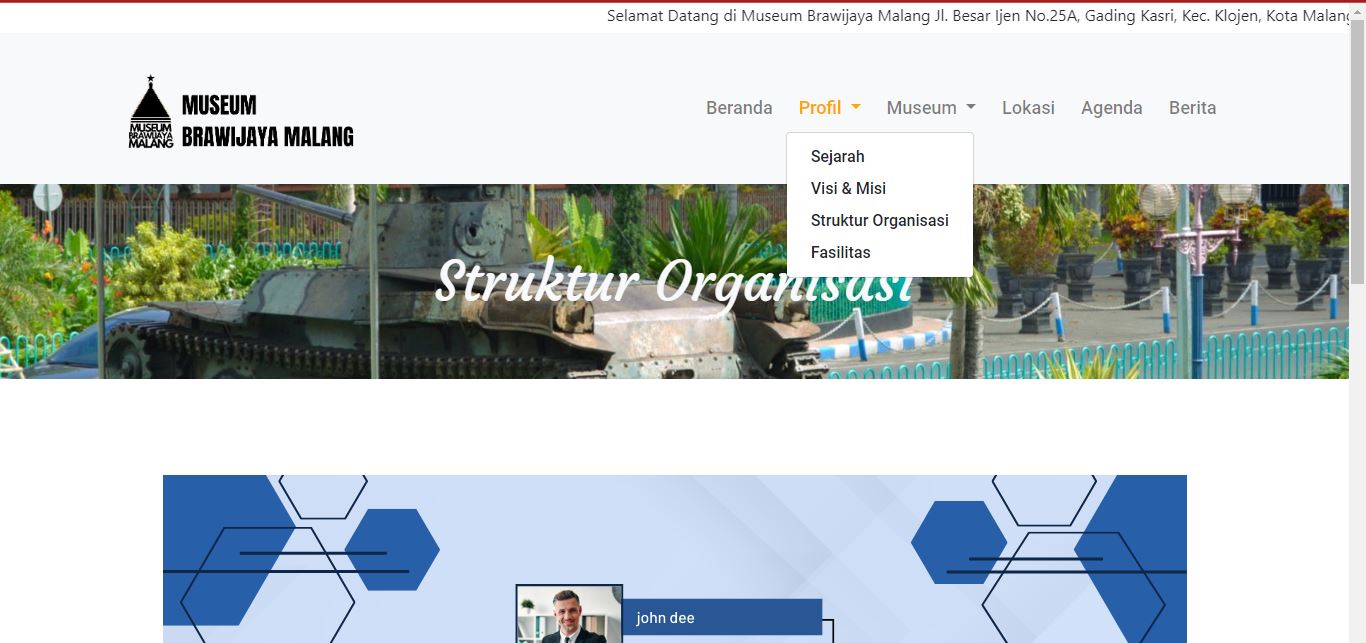 Selamat Datang di Museum Brawijaya Malang Jl. Besar Ijen No.25A, Gading Kasri, Kec. Klojen, Kota Malang
MUSEUM
BRAWIJAYA
MALANG
MUSEUM
BRAWIJAYA MALANG
Beranda Profil Museum Lokasi Agenda Berita
Sejarah
Visi & Misi
Struktur Organisasi
Fasilitas
Struktur Organisasi
john dee